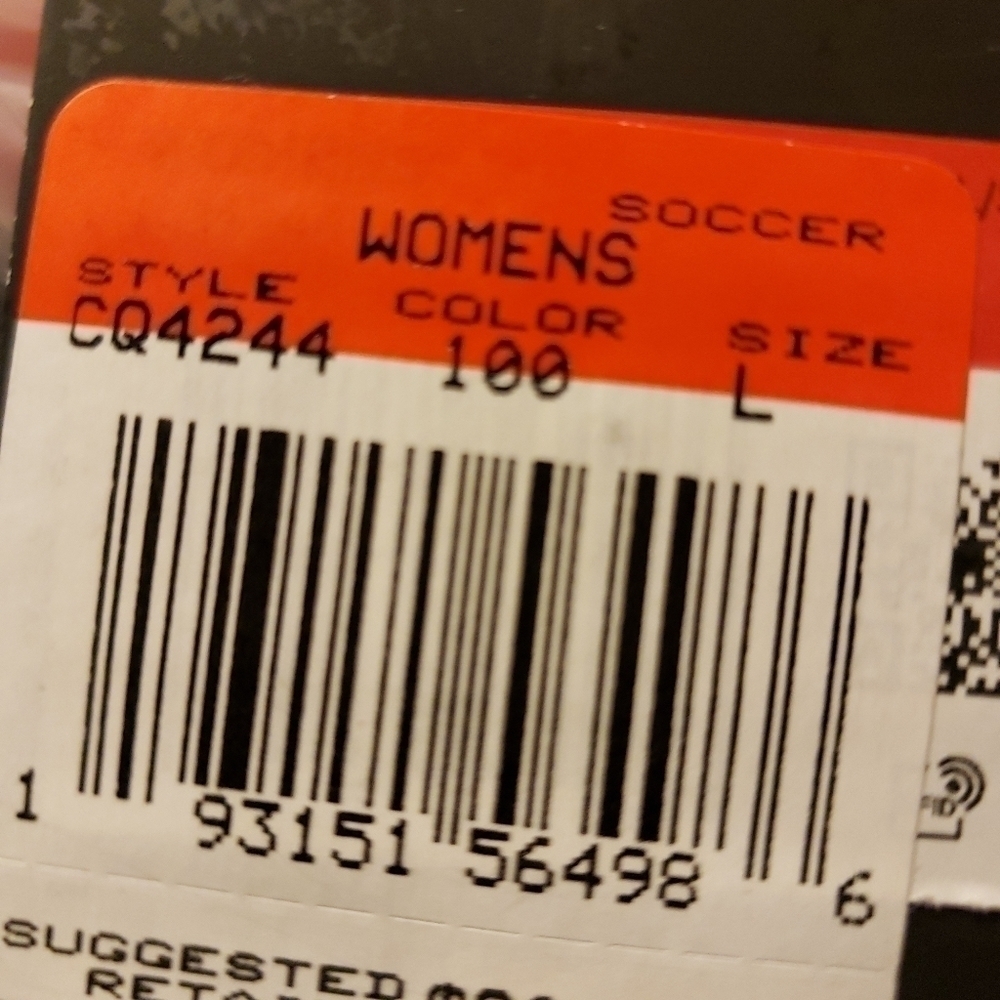 SOCCER
WOMENS
STYLE COLOR SIZE
CQ4244 100 L
1 93151 56498 6
SUGGESTED